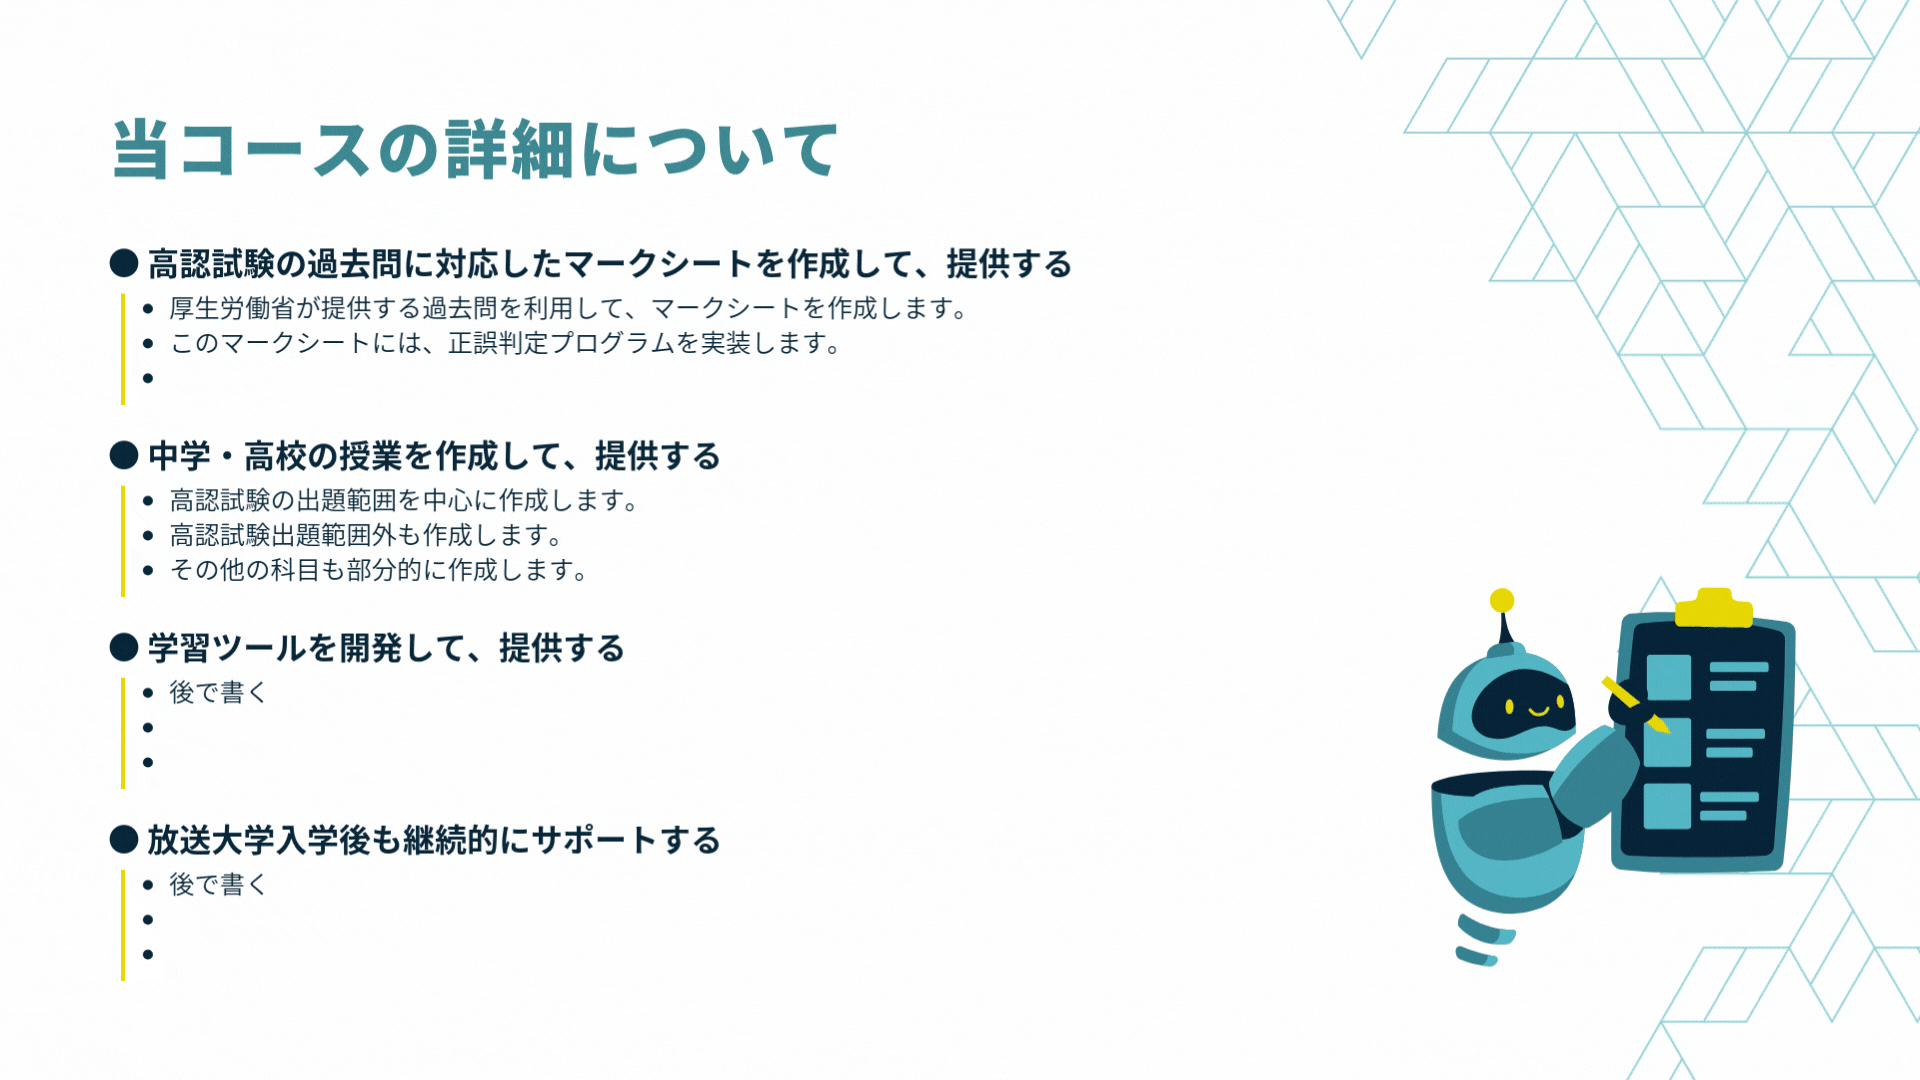 当コースの詳細について
● 高認試験の過去問に対応したマークシートを作成して、提供する
• 厚生労働省が提供する過去問を利用して、マークシートを作成します。
• このマークシートには、正誤判定プログラムを実装します。
•
● 中学・高校の授業を作成して、提供する
• 高認試験の出題範囲を中心に作成します。
• 高認試験出題範囲外も作成します。
• その他の科目も部分的に作成します。
● 学習ツールを開発して、提供する
• 後で書く
•
•
● 放送大学入学後も継続的にサポートする
• 後で書く
•
•